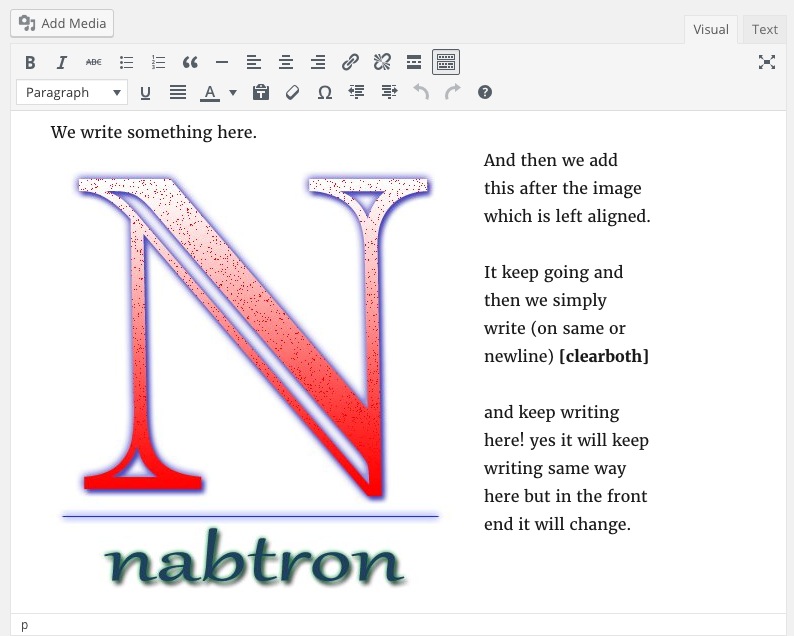 Add Media
Visual
Text
B I ABC
Paragraph U A Ω ?
We write something here.
N
nabtron
And then we add
this after the image
which is left aligned.
It keep going and
then we simply
write (on same or
newline) [clearboth]
and keep writing
here! yes it will keep
writing same way
here but in the front
end it will change.
p